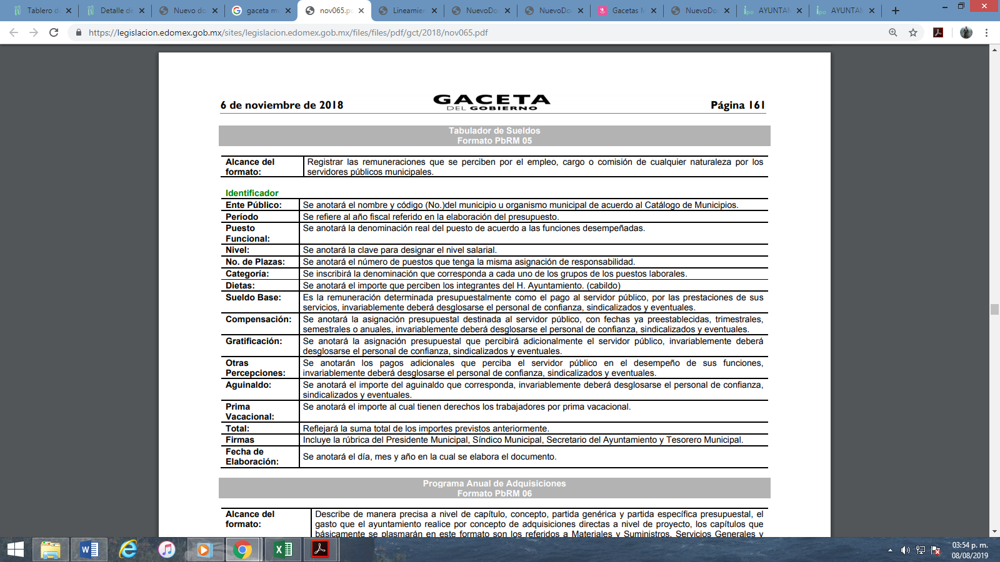 Tablero d
Detalle de
Nuevo do
gaceta mu
nov065.pd
Lineamien
NuevoDo
NuevoDo
Gacetas M
NuevoDo
AYUNTAM
AYUNTAM
https://legislacion.edomex.gob.mx/sites/legislacion.edomex.gob.mx/files/files/pdf/gct/2018/nov065.pdf
6 de noviembre de 2018
GACETA
DEL GOBIERNO
Página 161
Tabulador de Sueldos
Formato PbRM 05
Alcance del formato:
Registrar las remuneraciones que se perciben por el empleo, cargo o comisión de cualquier naturaleza por los
servidores públicos municipales.
Identificador
Ente Público: Se anotará el nombre y código (No.)del municipio u organismo municipal de acuerdo al Catálogo de Municipios.
Período Se refiere al año fiscal referido en la elaboración del presupuesto.
Puesto Funcional: Se anotará la denominación real del puesto de acuerdo a las funciones desempeñadas.
Nivel: Se anotará la clave para designar el nivel salarial.
No. de Plazas: Se anotará el número de puestos que tenga la misma asignación de responsabilidad.
Categoría: Se inscribirá la denominación que corresponda a cada uno de los grupos de los puestos laborales.
Dietas: Se anotará el importe que perciben los integrantes del H. Ayuntamiento. (cabildo)
Sueldo Base: Es la remuneración determinada presupuestalmente como el pago al servidor público, por las prestaciones de sus
servicios, invariablemente deberá desglosarse el personal de confianza, sindicalizados y eventuales.
Compensación: Se anotará la asignación presupuestal destinada al servidor público, con fechas ya preestablecidas, trimestrales,
semestrales o anuales, invariablemente deberá desglosarse el personal de confianza, sindicalizados y eventuales.
Gratificación: Se anotará la asignación presupuestal que percibirá adicionalmente el servidor público, invariablemente deberá
desglosarse el personal de confianza, sindicalizados y eventuales.
Otras Percepciones: Se anotarán los pagos adicionales que perciba el servidor público en el desempeño de sus funciones,
invariablemente deberá desglosarse el personal de confianza, sindicalizados y eventuales.
Aguinaldo: Se anotará el importe del aguinaldo que corresponda, invariablemente deberá desglosarse el personal de confianza,
sindicalizados y eventuales.
Prima Vacacional: Se anotará el importe al cual tienen derechos los trabajadores por prima vacacional.
Total: Reflejará la suma total de los importes previstos anteriormente.
Firmas Incluye la rúbrica del Presidente Municipal, Síndico Municipal, Secretario del Ayuntamiento y Tesorero Municipal.
Fecha de Elaboración: Se anotará el día, mes y año en la cual se elabora el documento.
Programa Anual de Adquisiciones
Formato PbRM 06
Alcance del formato:
Describe de manera precisa a nivel de capítulo, concepto, partida genérica y partida específica presupuestal, el
gasto que el ayuntamiento realice por concepto de adquisiciones directas a nivel de proyecto, los capítulos que
básicamente se plasmarán en este formato son los referidos a Materiales y Suministros, Servicios Generales y
03:54 p. m.
08/08/2019